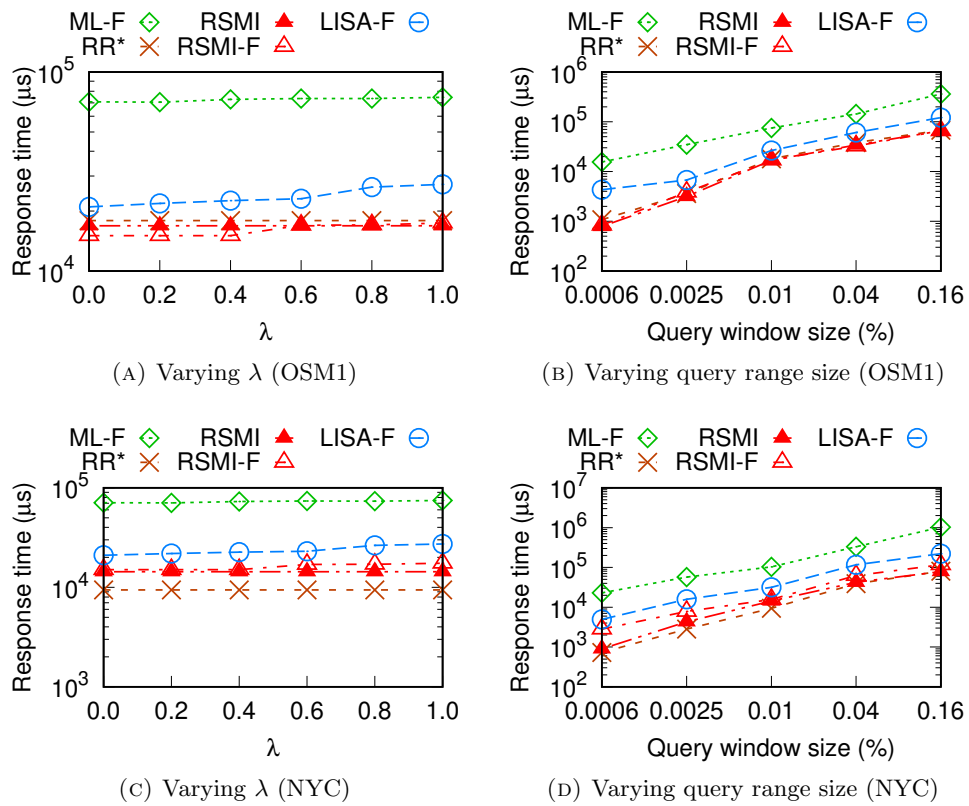 ML-F RSMI LISA-F
RR* RSMI-F
Response time (µs)
10^5
10^4
0.0 0.2 0.4 0.6 0.8 1.0
λ
(A) Varying λ (OSM1)
ML-F RSMI LISA-F
RR* RSMI-F
Response time (µs)
10^6
10^5
10^4
10^3
10^2
0.0006 0.0025 0.01 0.04 0.16
Query window size (%)
(B) Varying query range size (OSM1)
ML-F RSMI LISA-F
RR* RSMI-F
Response time (µs)
10^5
10^4
10^3
0.0 0.2 0.4 0.6 0.8 1.0
λ
(C) Varying λ (NYC)
ML-F RSMI LISA-F
RR* RSMI-F
Response time (µs)
10^7
10^6
10^5
10^4
10^3
10^2
0.0006 0.0025 0.01 0.04 0.16
Query window size (%)
(D) Varying query range size (NYC)